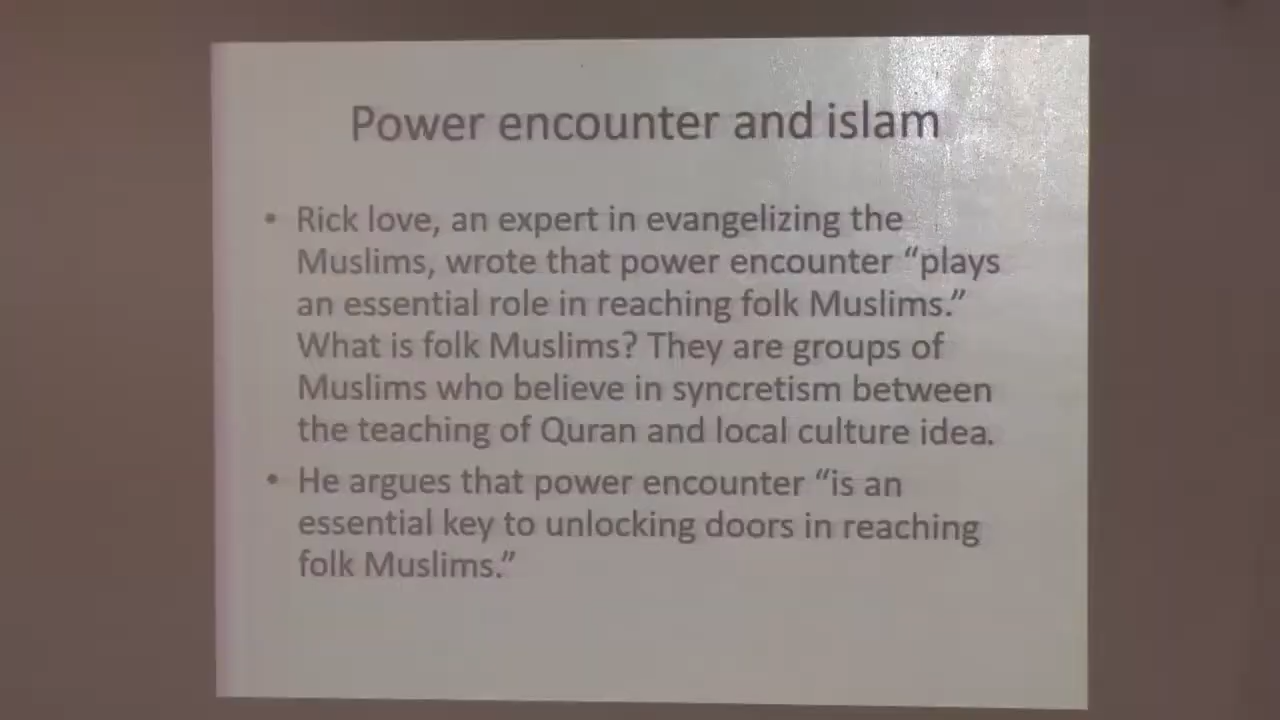 Power encounter and islam
• Rick love, an expert in evangelizing the
Muslims, wrote that power encounter “plays
an essential role in reaching folk Muslims.”
What is folk Muslims? They are groups of
Muslims who believe in syncretism between
the teaching of Quran and local culture idea.
• He argues that power encounter “is an
essential key to unlocking doors in reaching
folk Muslims.”